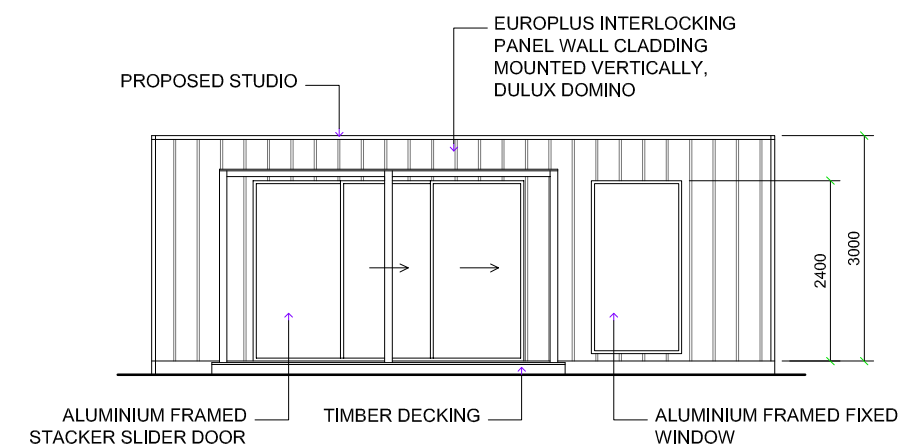 EUROPLUS INTERLOCKING
PANEL WALL CLADDING
MOUNTED VERTICALLY,
DULUX DOMINO
PROPOSED STUDIO
2400
3000
ALUMINIUM FRAMED
STACKER SLIDER DOOR
TIMBER DECKING
ALUMINIUM FRAMED FIXED
WINDOW